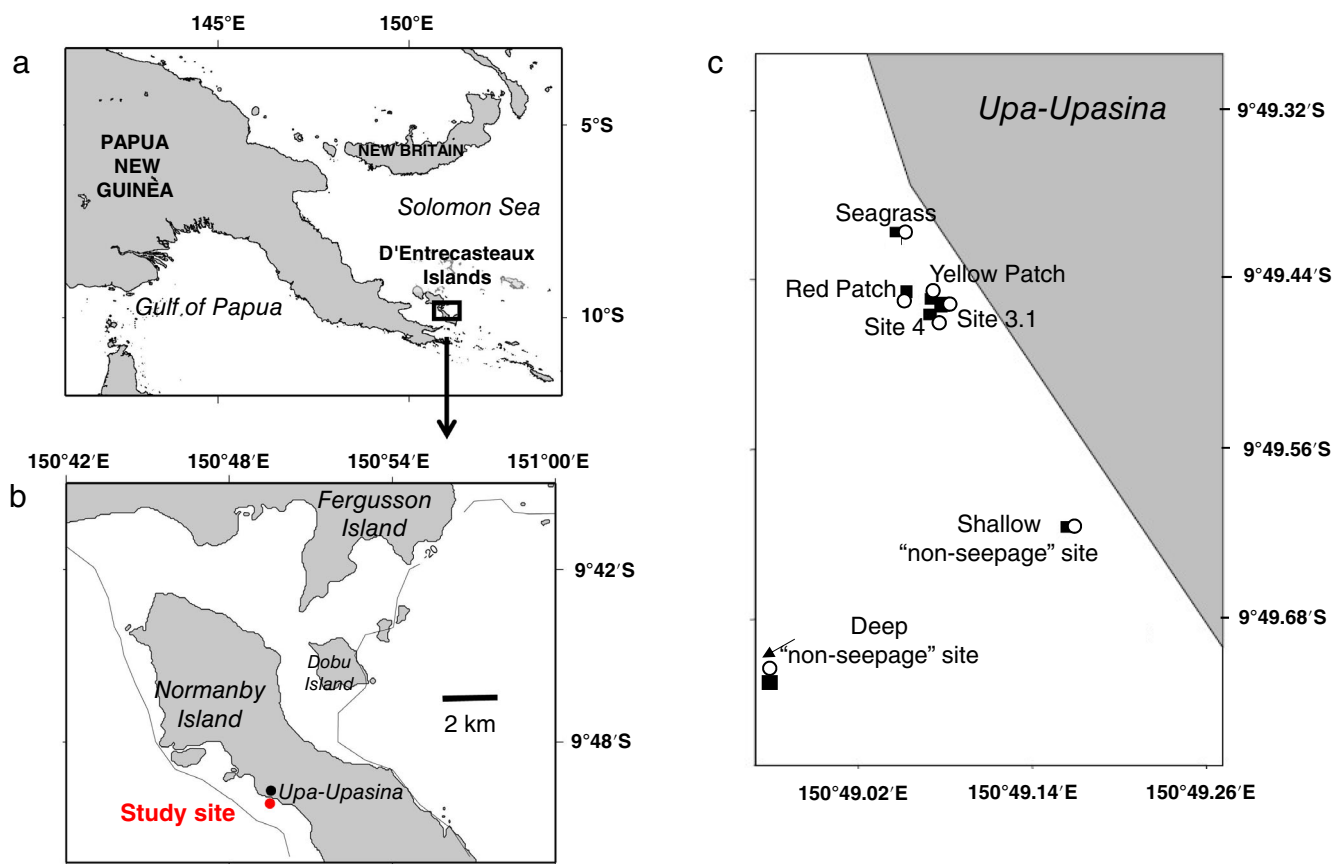 145°E 150°E
a
5°S
PAPUA
NEW
GUINÈA
NEW BRITAIN
Solomon Sea
D'Entrecasteaux
Islands
Gulf of Papua
10°S
150°42′E 150°48′E 150°54′E 151°00′E
b
Fergusson
Island
-20
9°42′S
Dobu
Island
Normanby
Island
2 km
9°48′S
Upa-Upasina
Study site
c
Upa-Upasina
9°49.32′S
Seagrass
9°49.44′S
Yellow Patch
Red Patch
Site 3.1
Site 4
9°49.56′S
Shallow
“non-seepage” site
9°49.68′S
Deep
“non-seepage” site
150°49.02′E 150°49.14′E 150°49.26′E